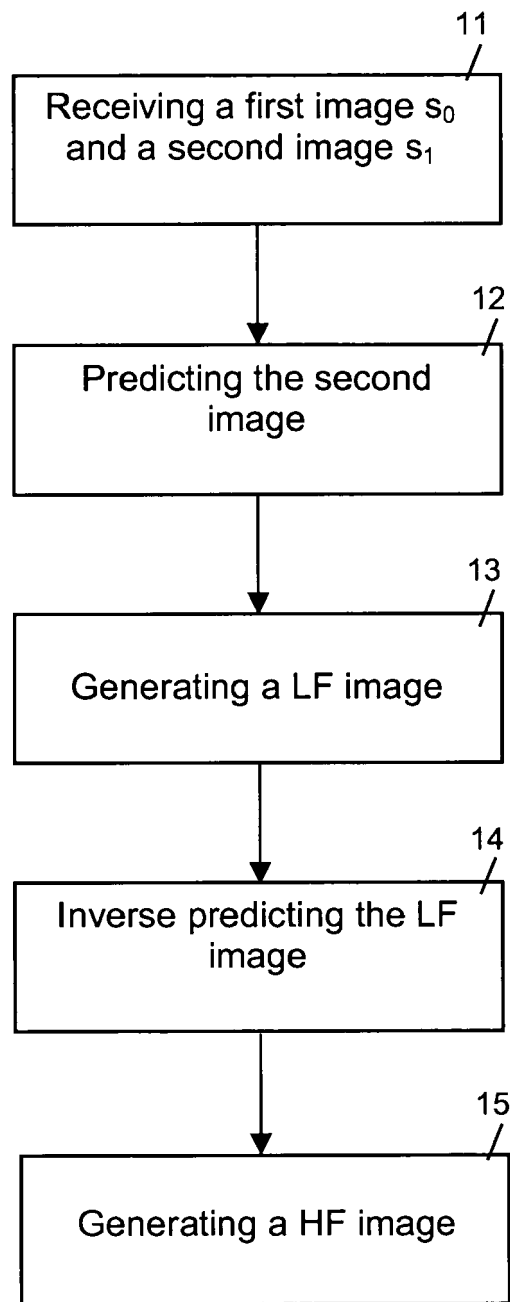 11
Receiving a first image s₀
and a second image s₁
12
Predicting the second
image
13
Generating a LF image
14
Inverse predicting the LF
image
15
Generating a HF image